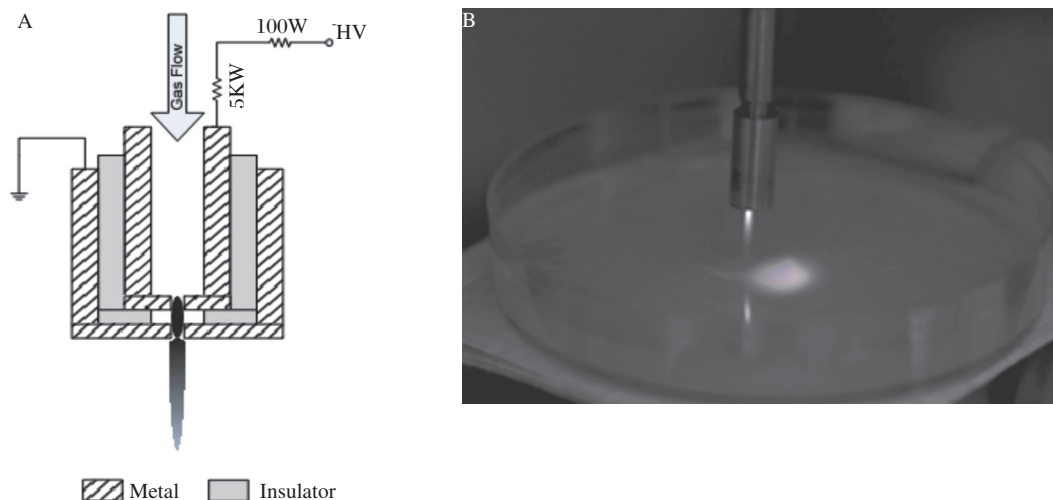 A
100W
-HV
5KW
Gas Flow
Metal
Insulator
B